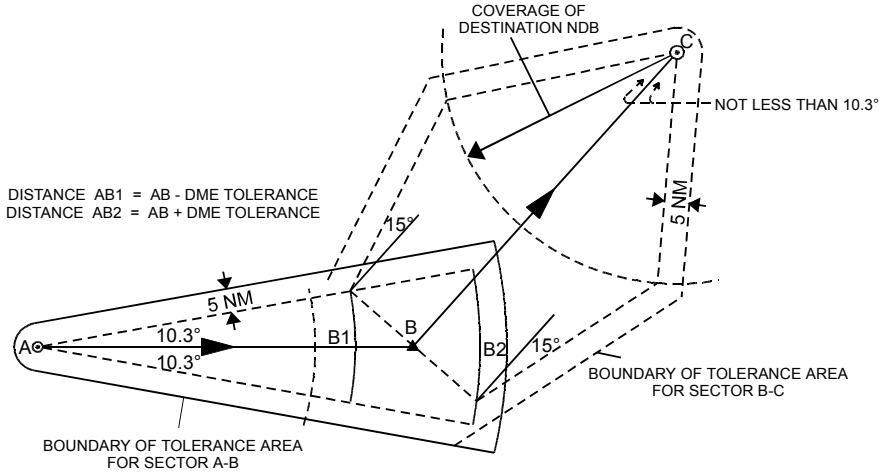 COVERAGE OF
DESTINATION NDB
C
NOT LESS THAN 10.3°
DISTANCE AB1 = AB - DME TOLERANCE
DISTANCE AB2 = AB + DME TOLERANCE
15°
5 NM
5 NM
A
10.3°
10.3°
B1
B
B2
15°
BOUNDARY OF TOLERANCE AREA
FOR SECTOR B-C
BOUNDARY OF TOLERANCE AREA
FOR SECTOR A-B